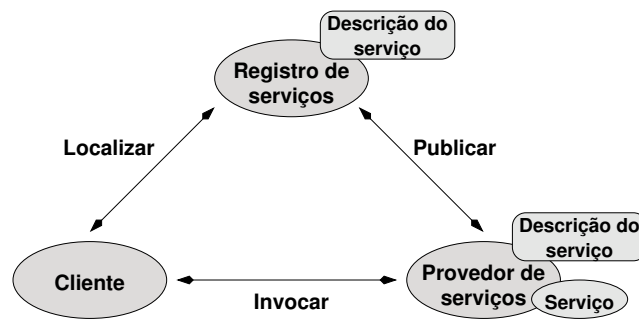 Descrição do
serviço
Registro de
serviços
Localizar
Publicar
Descrição do
serviço
Cliente
Provedor de
serviços
Invocar
Serviço